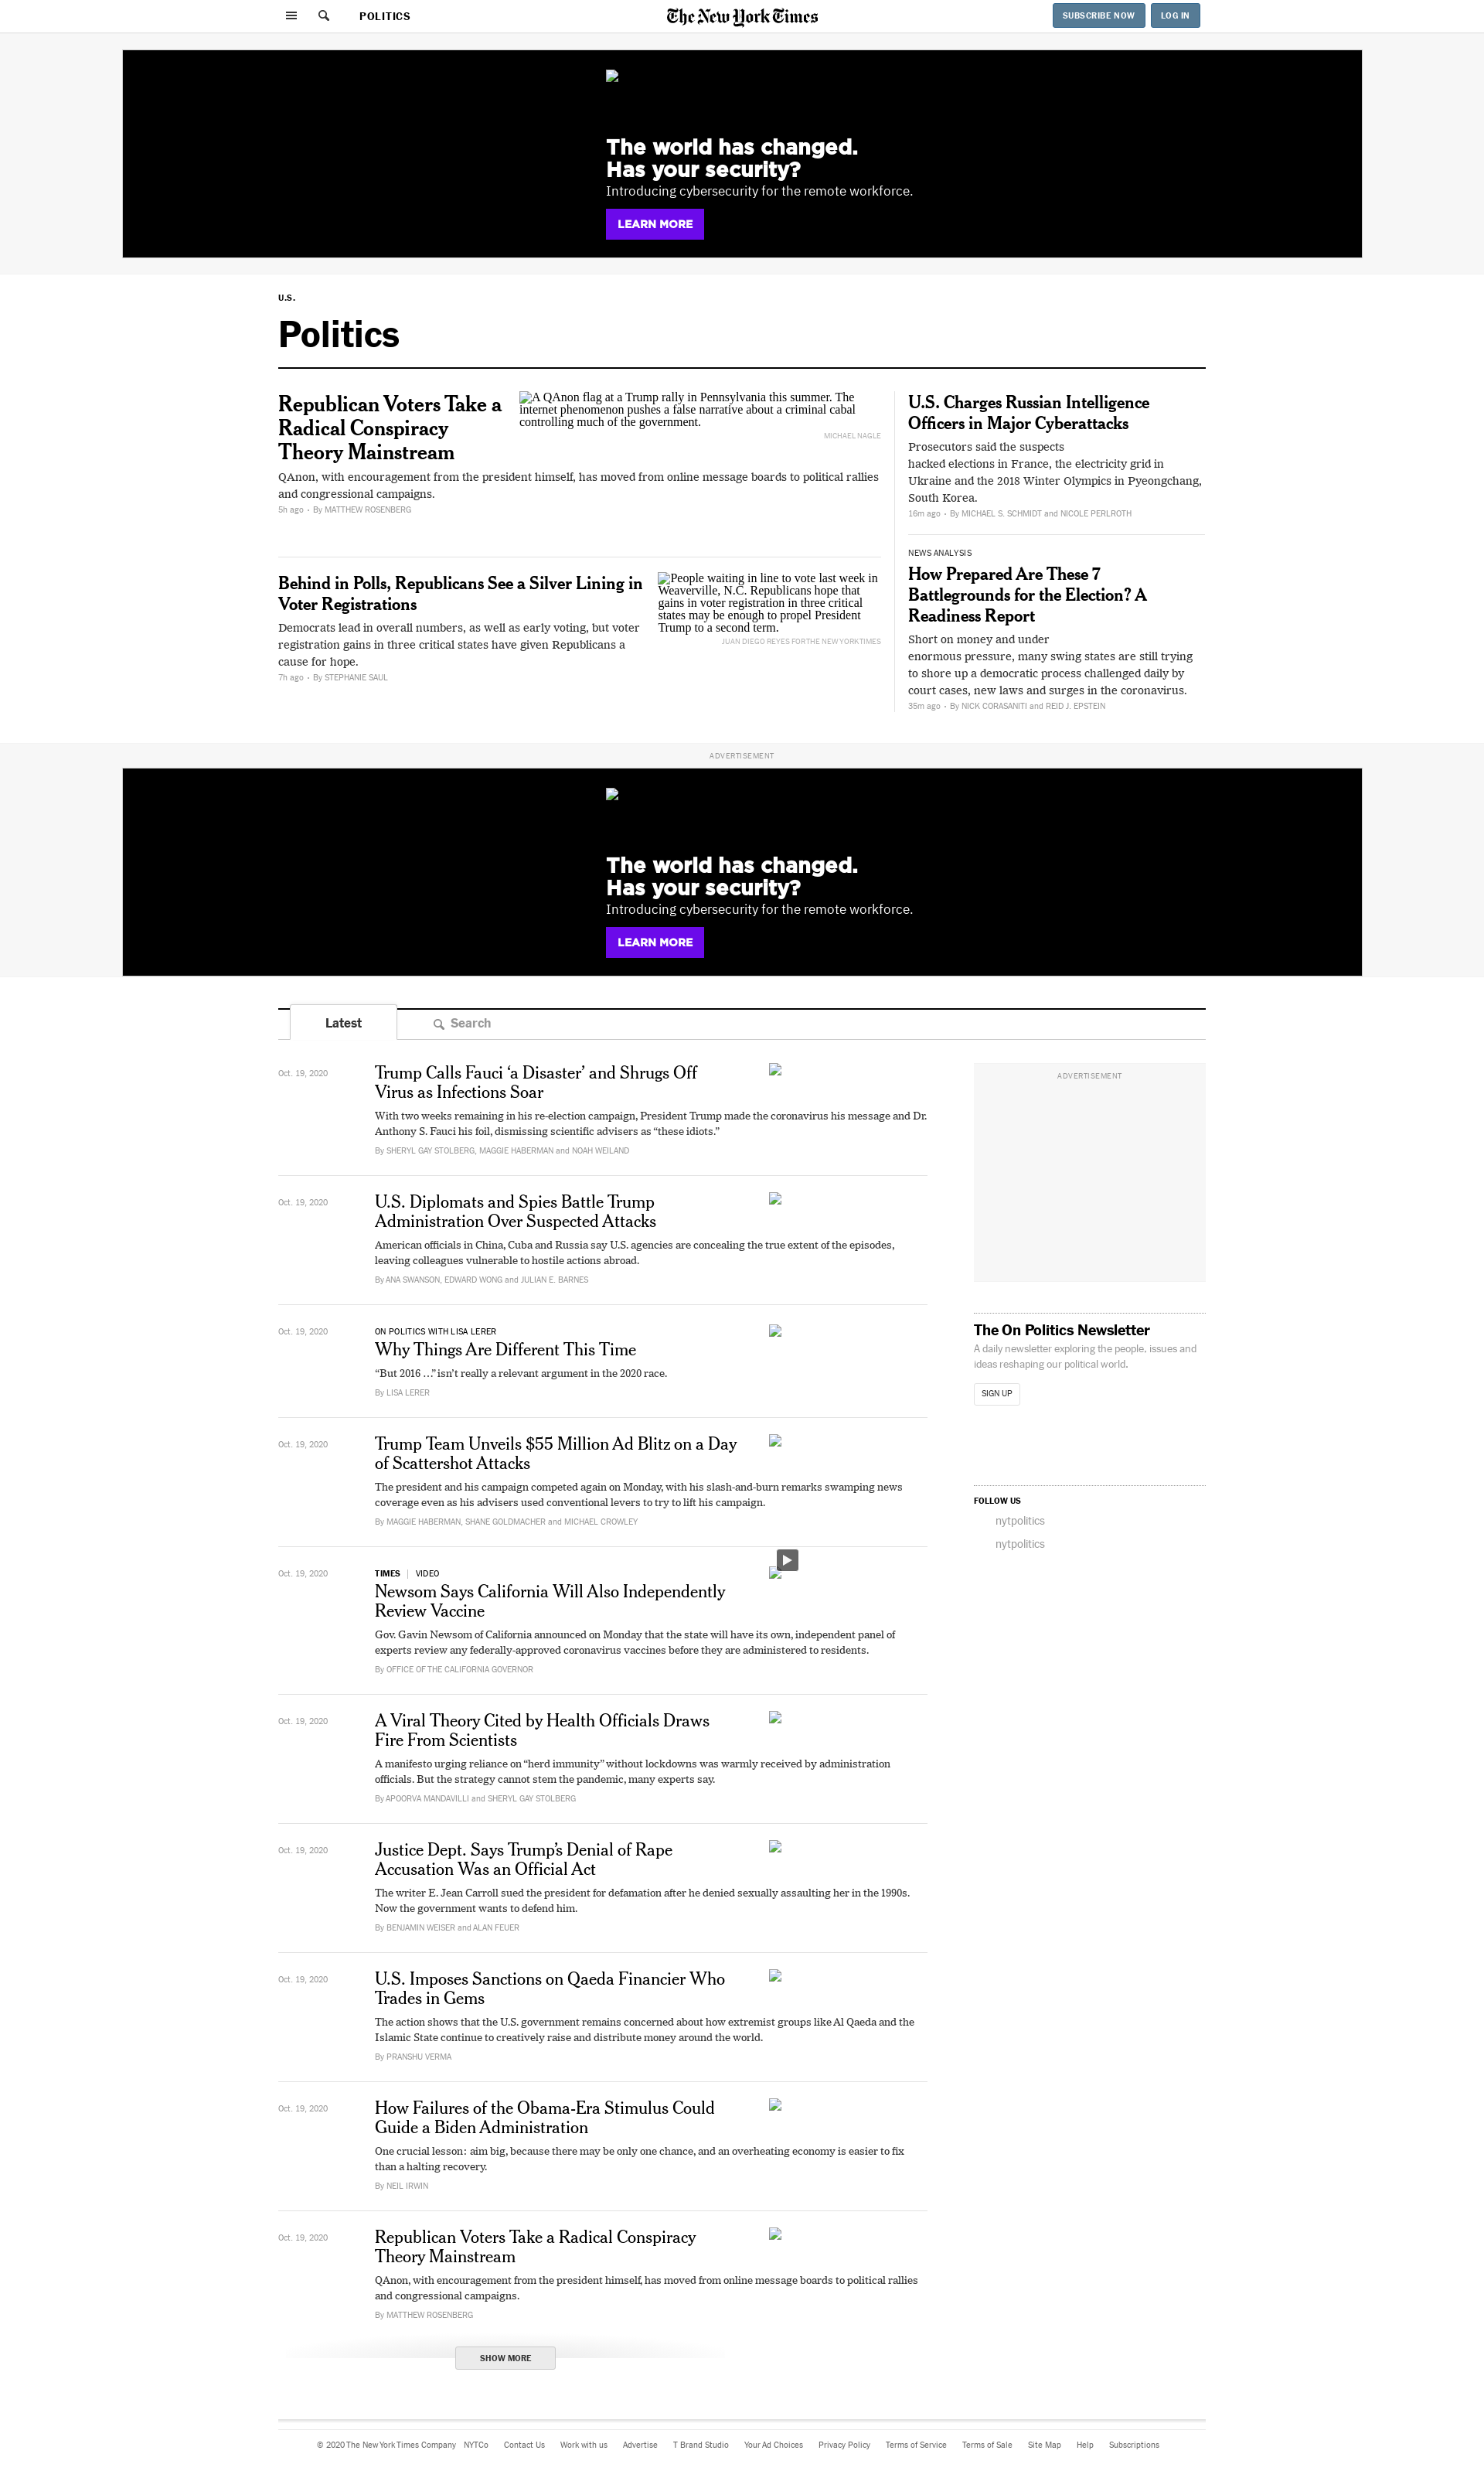 POLITICS
The New York Times
SUBSCRIBE NOW
LOG IN
The world has changed.
Has your security?
Introducing cybersecurity for the remote workforce.
LEARN MORE
U.S.
Politics
Republican Voters Take a
Radical Conspiracy
Theory Mainstream
A QAnon flag at a Trump rally in Pennsylvania this summer. The
internet phenomenon pushes a false narrative about a criminal cabal
controlling much of the government.
MICHAEL NAGLE
QAnon, with encouragement from the president himself, has moved from online message boards to political rallies
and congressional campaigns.
5h ago • By MATTHEW ROSENBERG
Behind in Polls, Republicans See a Silver Lining in
Voter Registrations
Democrats lead in overall numbers, as well as early voting, but voter
registration gains in three critical states have given Republicans a
cause for hope.
7h ago • By STEPHANIE SAUL
People waiting in line to vote last week in
Weaverville, N.C. Republicans hope that
gains in voter registration in three critical
states may be enough to propel President
Trump to a second term.
JUAN DIEGO REYES FOR THE NEW YORK TIMES
U.S. Charges Russian Intelligence
Officers in Major Cyberattacks
Prosecutors said the suspects
hacked elections in France, the electricity grid in
Ukraine and the 2018 Winter Olympics in Pyeongchang,
South Korea.
16m ago • By MICHAEL S. SCHMIDT and NICOLE PERLROTH
NEWS ANALYSIS
How Prepared Are These 7
Battlegrounds for the Election? A
Readiness Report
Short on money and under
enormous pressure, many swing states are still trying
to shore up a democratic process challenged daily by
court cases, new laws and surges in the coronavirus.
35m ago • By NICK CORASANITI and REID J. EPSTEIN
ADVERTISEMENT
The world has changed.
Has your security?
Introducing cybersecurity for the remote workforce.
LEARN MORE
Latest
Search
Oct. 19, 2020
Trump Calls Fauci ‘a Disaster’ and Shrugs Off
Virus as Infections Soar
With two weeks remaining in his re-election campaign, President Trump made the coronavirus his message and Dr.
Anthony S. Fauci his foil, dismissing scientific advisers as “these idiots.”
By SHERYL GAY STOLBERG, MAGGIE HABERMAN and NOAH WEILAND
Oct. 19, 2020
U.S. Diplomats and Spies Battle Trump
Administration Over Suspected Attacks
American officials in China, Cuba and Russia say U.S. agencies are concealing the true extent of the episodes,
leaving colleagues vulnerable to hostile actions abroad.
By ANA SWANSON, EDWARD WONG and JULIAN E. BARNES
Oct. 19, 2020
ON POLITICS WITH LISA LERER
Why Things Are Different This Time
“But 2016 …” isn’t really a relevant argument in the 2020 race.
By LISA LERER
Oct. 19, 2020
Trump Team Unveils $55 Million Ad Blitz on a Day
of Scattershot Attacks
The president and his campaign competed again on Monday, with his slash-and-burn remarks swamping news
coverage even as his advisers used conventional levers to try to lift his campaign.
By MAGGIE HABERMAN, SHANE GOLDMACHER and MICHAEL CROWLEY
Oct. 19, 2020
TIMES | VIDEO
Newsom Says California Will Also Independently
Review Vaccine
Gov. Gavin Newsom of California announced on Monday that the state will have its own, independent panel of
experts review any federally-approved coronavirus vaccines before they are administered to residents.
By OFFICE OF THE CALIFORNIA GOVERNOR
Oct. 19, 2020
A Viral Theory Cited by Health Officials Draws
Fire From Scientists
A manifesto urging reliance on “herd immunity” without lockdowns was warmly received by administration
officials. But the strategy cannot stem the pandemic, many experts say.
By APOORVA MANDAVILLI and SHERYL GAY STOLBERG
Oct. 19, 2020
Justice Dept. Says Trump’s Denial of Rape
Accusation Was an Official Act
The writer E. Jean Carroll sued the president for defamation after he denied sexually assaulting her in the 1990s.
Now the government wants to defend him.
By BENJAMIN WEISER and ALAN FEUER
Oct. 19, 2020
U.S. Imposes Sanctions on Qaeda Financier Who
Trades in Gems
The action shows that the U.S. government remains concerned about how extremist groups like Al Qaeda and the
Islamic State continue to creatively raise and distribute money around the world.
By PRANSHU VERMA
Oct. 19, 2020
How Failures of the Obama-Era Stimulus Could
Guide a Biden Administration
One crucial lesson: aim big, because there may be only one chance, and an overheating economy is easier to fix
than a halting recovery.
By NEIL IRWIN
Oct. 19, 2020
Republican Voters Take a Radical Conspiracy
Theory Mainstream
QAnon, with encouragement from the president himself, has moved from online message boards to political rallies
and congressional campaigns.
By MATTHEW ROSENBERG
SHOW MORE
ADVERTISEMENT
The On Politics Newsletter
A daily newsletter exploring the people, issues and
ideas reshaping our political world.
SIGN UP
FOLLOW US
nytpolitics
nytpolitics
© 2020 The New York Times Company NYTCo Contact Us Work with us Advertise T Brand Studio Your Ad Choices Privacy Policy Terms of Service Terms of Sale Site Map Help Subscriptions